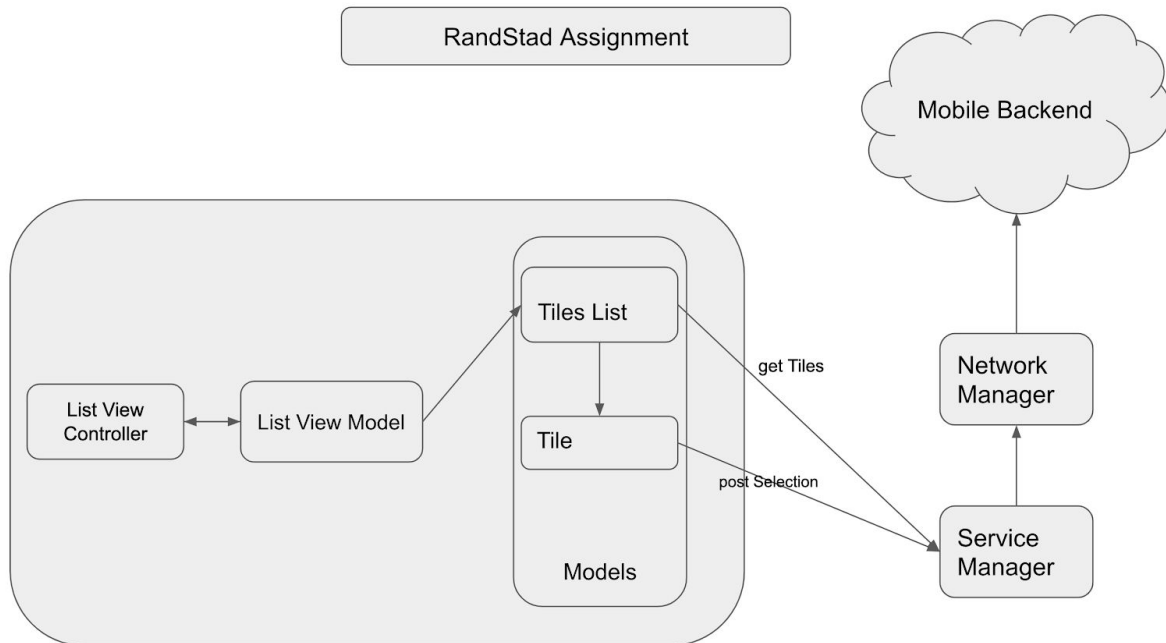 RandStad Assignment
Mobile Backend
Tiles List
get Tiles
Network
Manager
List View
Controller
List View Model
Tile
post Selection
Service
Manager
Models